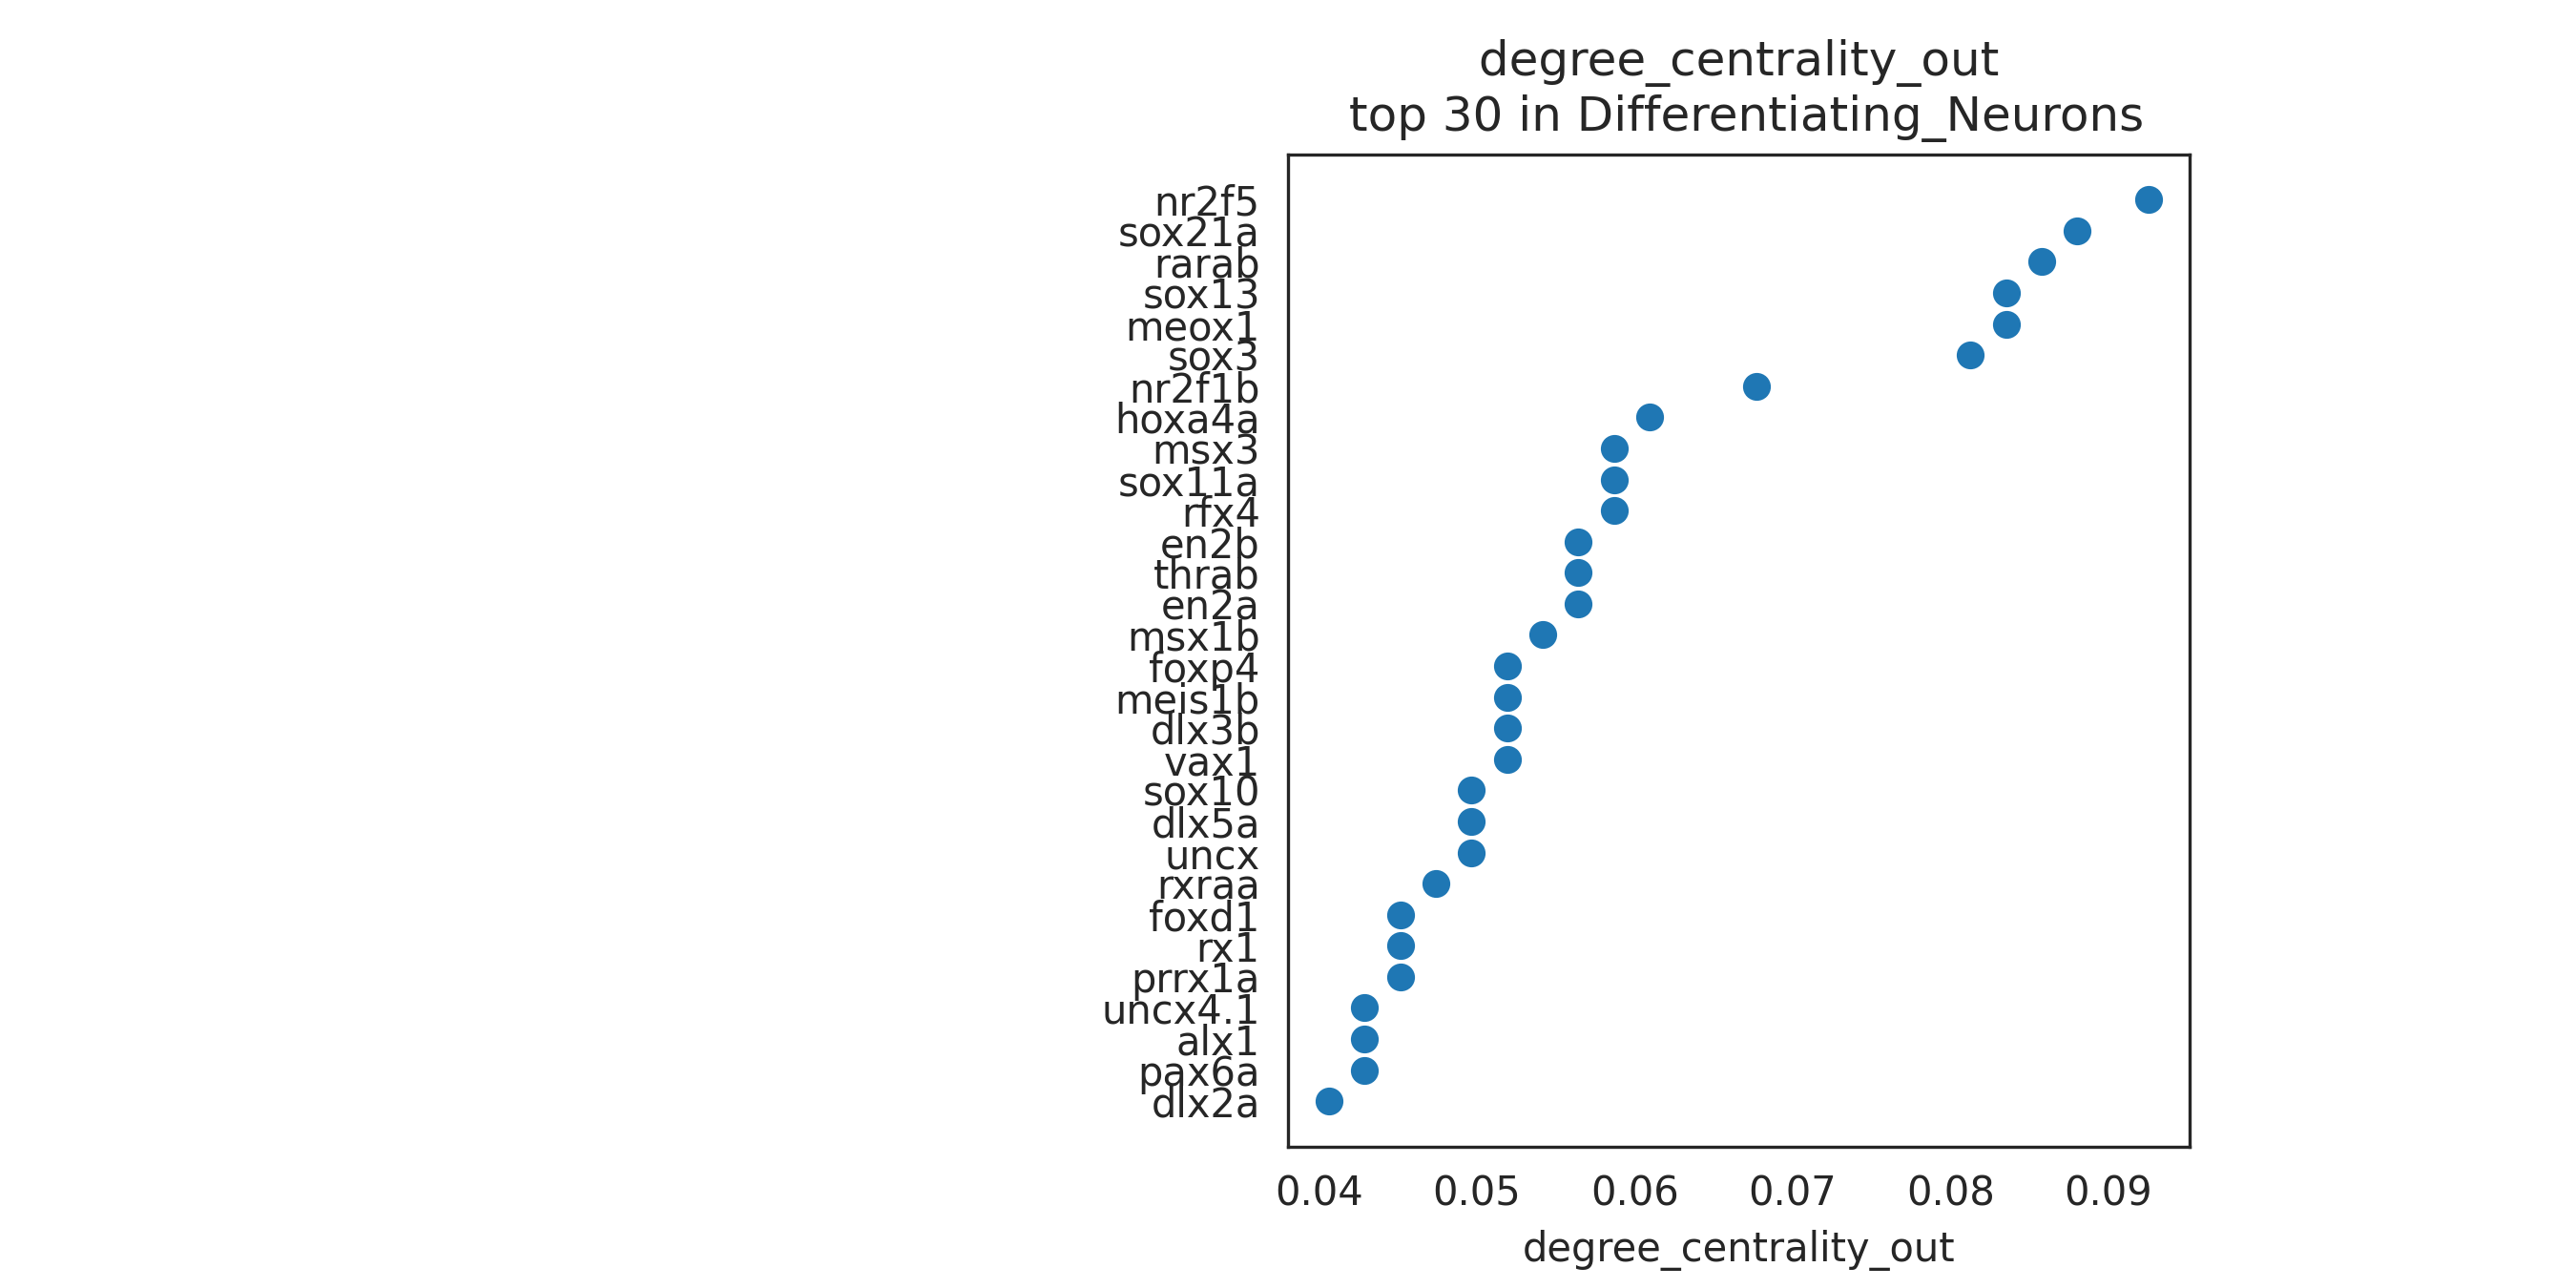 degree_centrality_out
top 30 in Differentiating_Neurons
nr2f5
sox21a
rarab
sox13
meox1
sox3
nr2f1b
hoxa4a
msx3
sox11a
rfx4
en2b
thrab
en2a
msx1b
foxp4
meis1b
dlx3b
vax1
sox10
dlx5a
uncx
rxraa
foxd1
rx1
prrx1a
uncx4.1
alx1
pax6a
dlx2a
0.04 0.05 0.06 0.07 0.08 0.09
degree_centrality_out